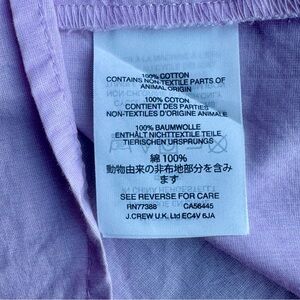 100% COTTON
CONTAINS NON-TEXTILE PARTS OF
ANIMAL ORIGIN
100% COTON
CONTIENT DES PARTIES
NON-TEXTILES D'ORIGINE ANIMALE
100% BAUMWOLLE
ENTHÄLT NICHTTEXTILE TEILE
TIERISCHEN URSPRUNGS
綿 100%
動物由来の非布地部分を含み
ます
SEE REVERSE FOR CARE
RN77388 CA56445
J.CREW U.K. Ltd EC4V 6JA